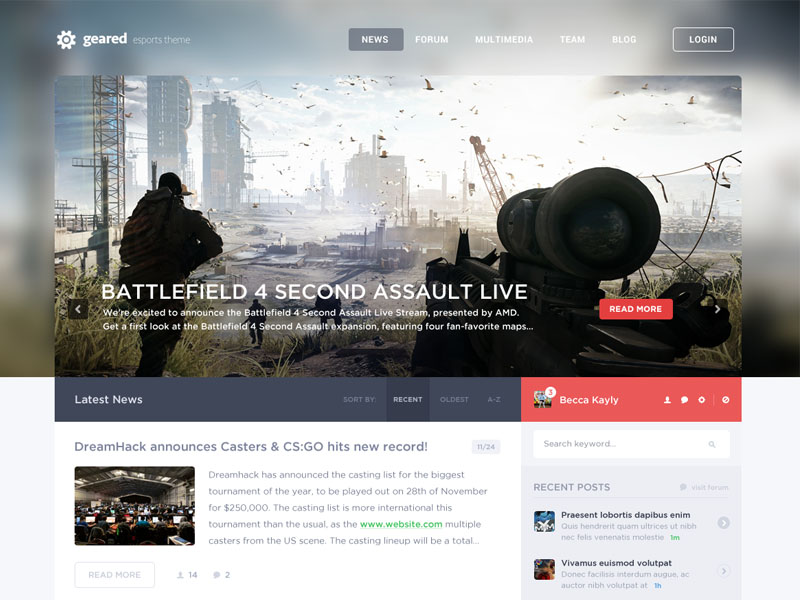 geared esports theme
NEWS FORUM MULTIMEDIA TEAM BLOG LOGIN
BATTLEFIELD 4 SECOND ASSAULT LIVE
We're excited to announce the Battlefield 4 Second Assault Live Stream, presented by AMD.
Get a first look at the Battlefield 4 Second Assault expansion, featuring four fan-favorite maps...
READ MORE
Latest News
SORT BY: RECENT OLDEST A-Z
3
Becca Kayly
DreamHack announces Casters & CS:GO hits new record!
11/24
Dreamhack has announced the casting list for the biggest
tournament of the year, to be played out on 28th of November
for $250,000. The casting list is more international this
tournament than the usual, as the www.website.com multiple
casters from the US scene. The casting lineup will be a total...
READ MORE 14 2
Search keyword...
RECENT POSTS visit forum
Praesent lobortis dapibus enim
Quis hendrerit quam ultrices ut nibh
nec felis venenatis molestie 1m
Vivamus euismod volutpat
Donec facilisis interdum augue, ac
auctor nibh volutpat at 1h